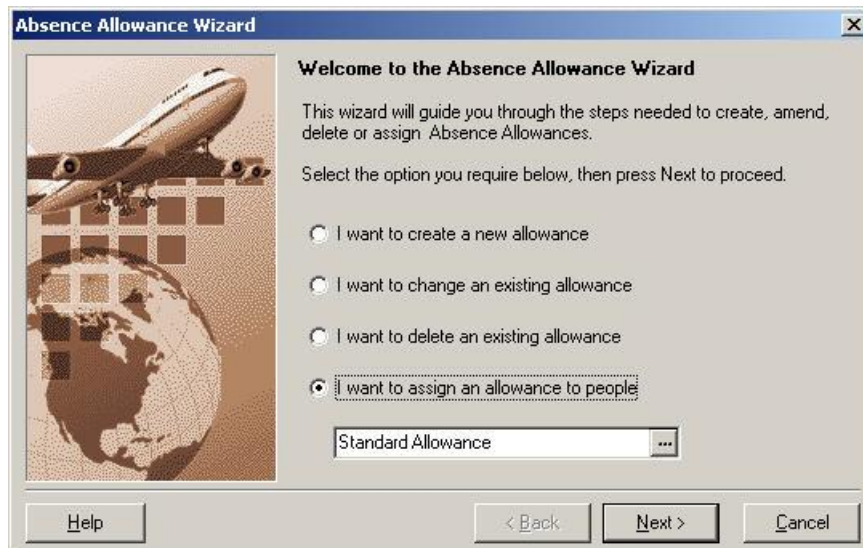 Absence Allowance Wizard
Welcome to the Absence Allowance Wizard
This wizard will guide you through the steps needed to create, amend,
delete or assign Absence Allowances.
Select the option you require below, then press Next to proceed.
I want to create a new allowance
I want to change an existing allowance
I want to delete an existing allowance
I want to assign an allowance to people
Standard Allowance ...
Help < Back Next > Cancel